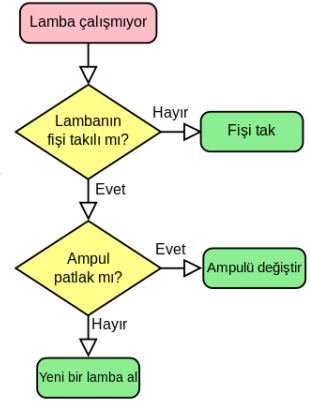 Lamba çalışmıyor
Lambanın
fişi takılı mı?
Hayır
Fişi tak
Evet
Ampul
patlak mı?
Evet
Ampulü değiştir
Hayır
Yeni bir lamba al